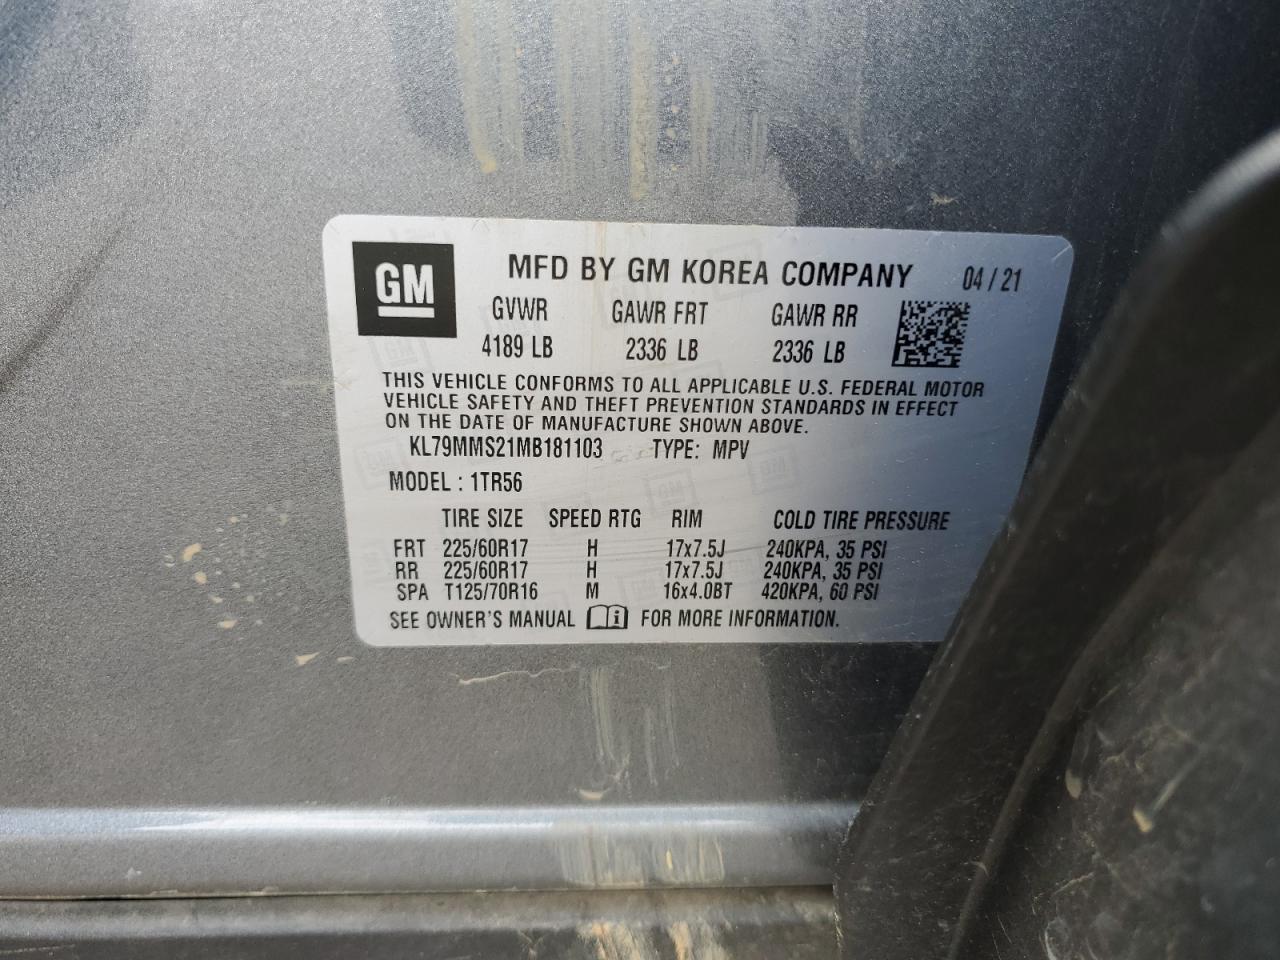 GM MFD BY GM KOREA COMPANY 04 / 21
GVWR GAWR FRT GAWR RR
4189 LB 2336 LB 2336 LB
THIS VEHICLE CONFORMS TO ALL APPLICABLE U.S. FEDERAL MOTOR
VEHICLE SAFETY AND THEFT PREVENTION STANDARDS IN EFFECT
ON THE DATE OF MANUFACTURE SHOWN ABOVE.
KL79MMS21MB181103 TYPE: MPV
MODEL : 1TR56
TIRE SIZE SPEED RTG RIM COLD TIRE PRESSURE
FRT 225/60R17 H 17x7.5J 240KPA, 35 PSI
RR 225/60R17 H 17x7.5J 240KPA, 35 PSI
SPA T125/70R16 M 16x4.0BT 420KPA, 60 PSI
SEE OWNER'S MANUAL i FOR MORE INFORMATION.